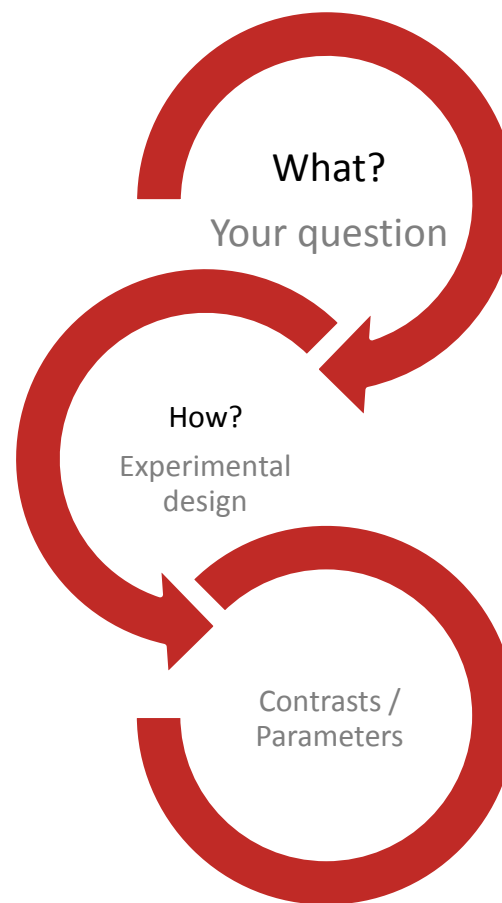 What?
Your question
How?
Experimental
design
Contrasts /
Parameters